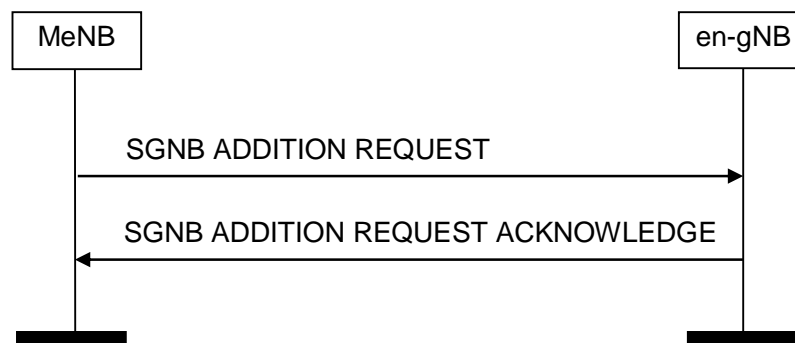 MeNB
en-gNB
SGNB ADDITION REQUEST
SGNB ADDITION REQUEST ACKNOWLEDGE